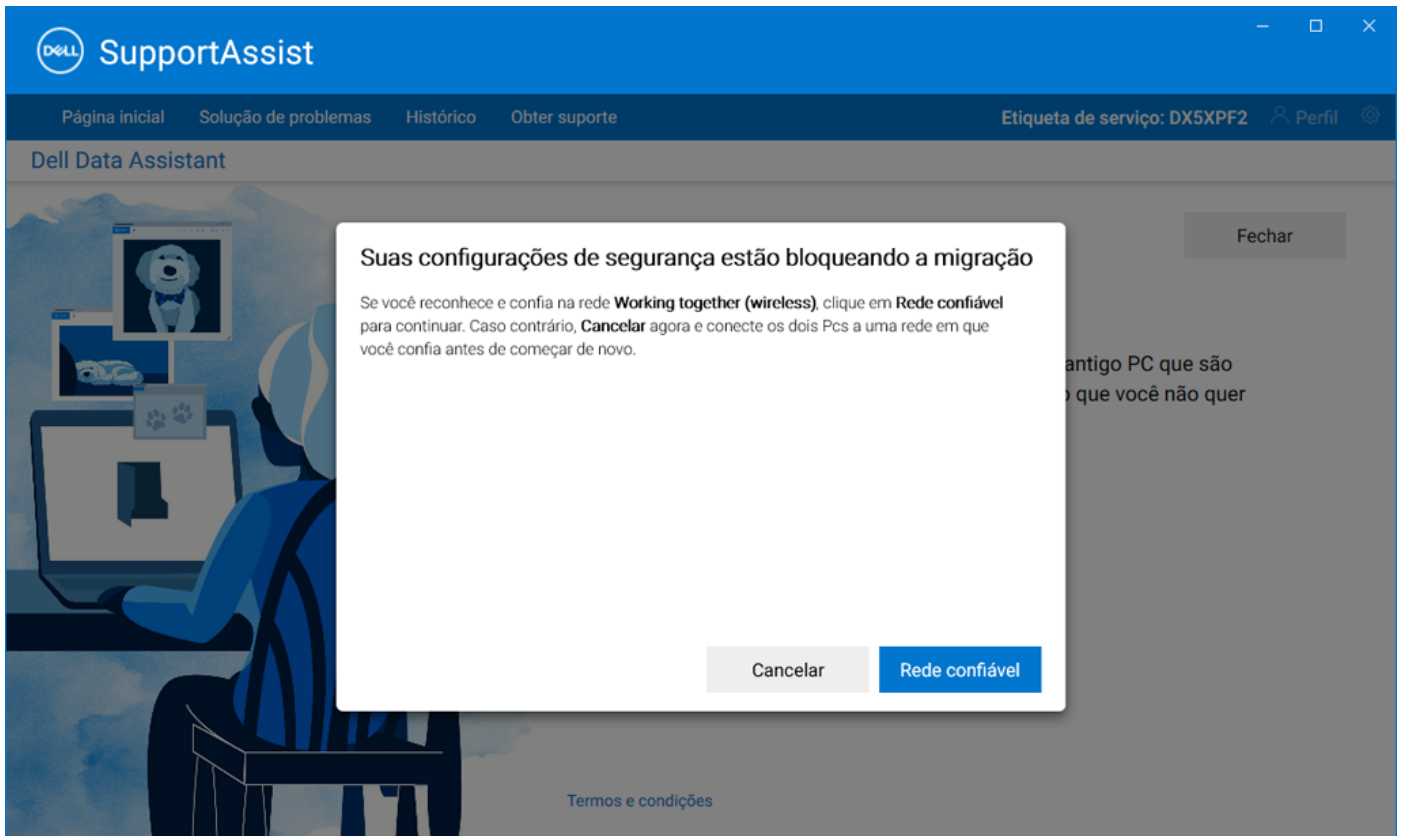 DELL
SupportAssist
Página inicial Solução de problemas Histórico Obter suporte Etiqueta de serviço: DX5XPF2 Perfil
Dell Data Assistant
Fechar
Suas configurações de segurança estão bloqueando a migração
Se você reconhece e confia na rede Working together (wireless), clique em Rede confiável
para continuar. Caso contrário, Cancelar agora e conecte os dois Pcs a uma rede em que
você confia antes de começar de novo.
antigo PC que são
que você não quer
Cancelar Rede confiável
Termos e condições